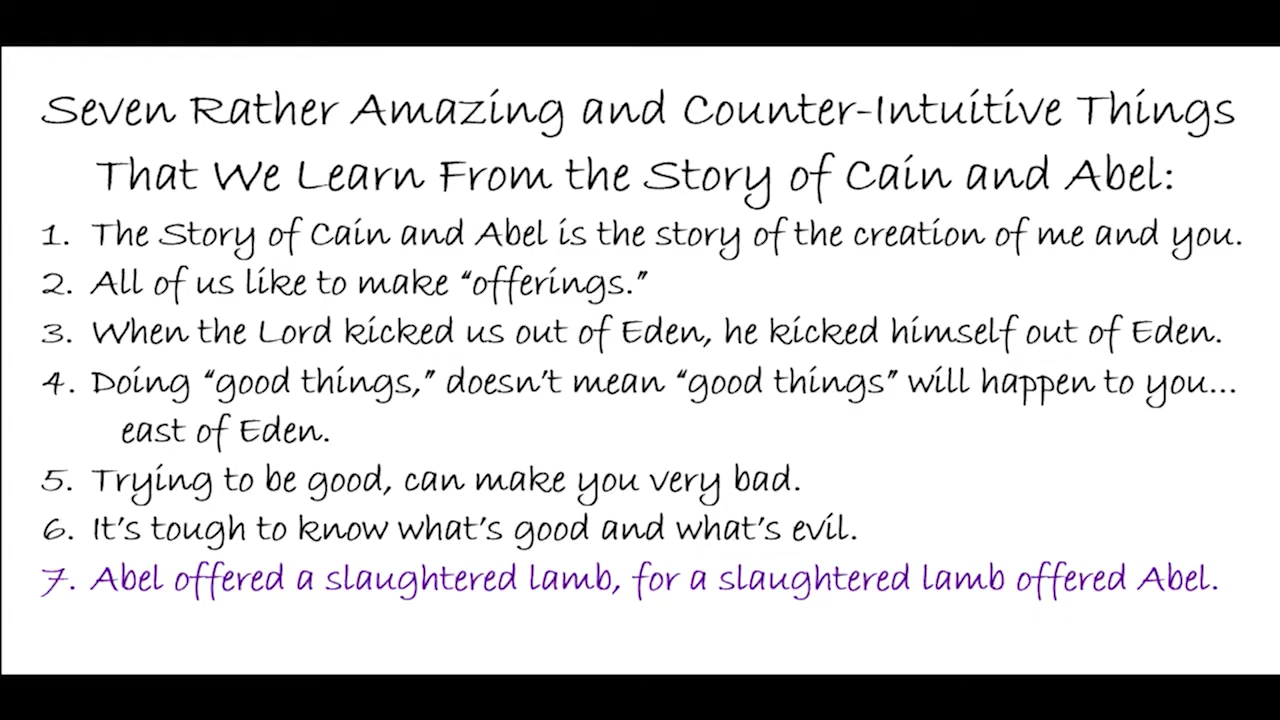 Seven Rather Amazing and Counter-Intuitive Things
That We Learn From the Story of Cain and Abel:
1. The Story of Cain and Abel is the story of the creation of me and you.
2. All of us like to make “offerings.”
3. When the Lord kicked us out of Eden, he kicked himself out of Eden.
4. Doing “good things,” doesn’t mean “good things” will happen to you...
east of Eden.
5. Trying to be good, can make you very bad.
6. It’s tough to know what’s good and what’s evil.
7. Abel offered a slaughtered lamb, for a slaughtered lamb offered Abel.